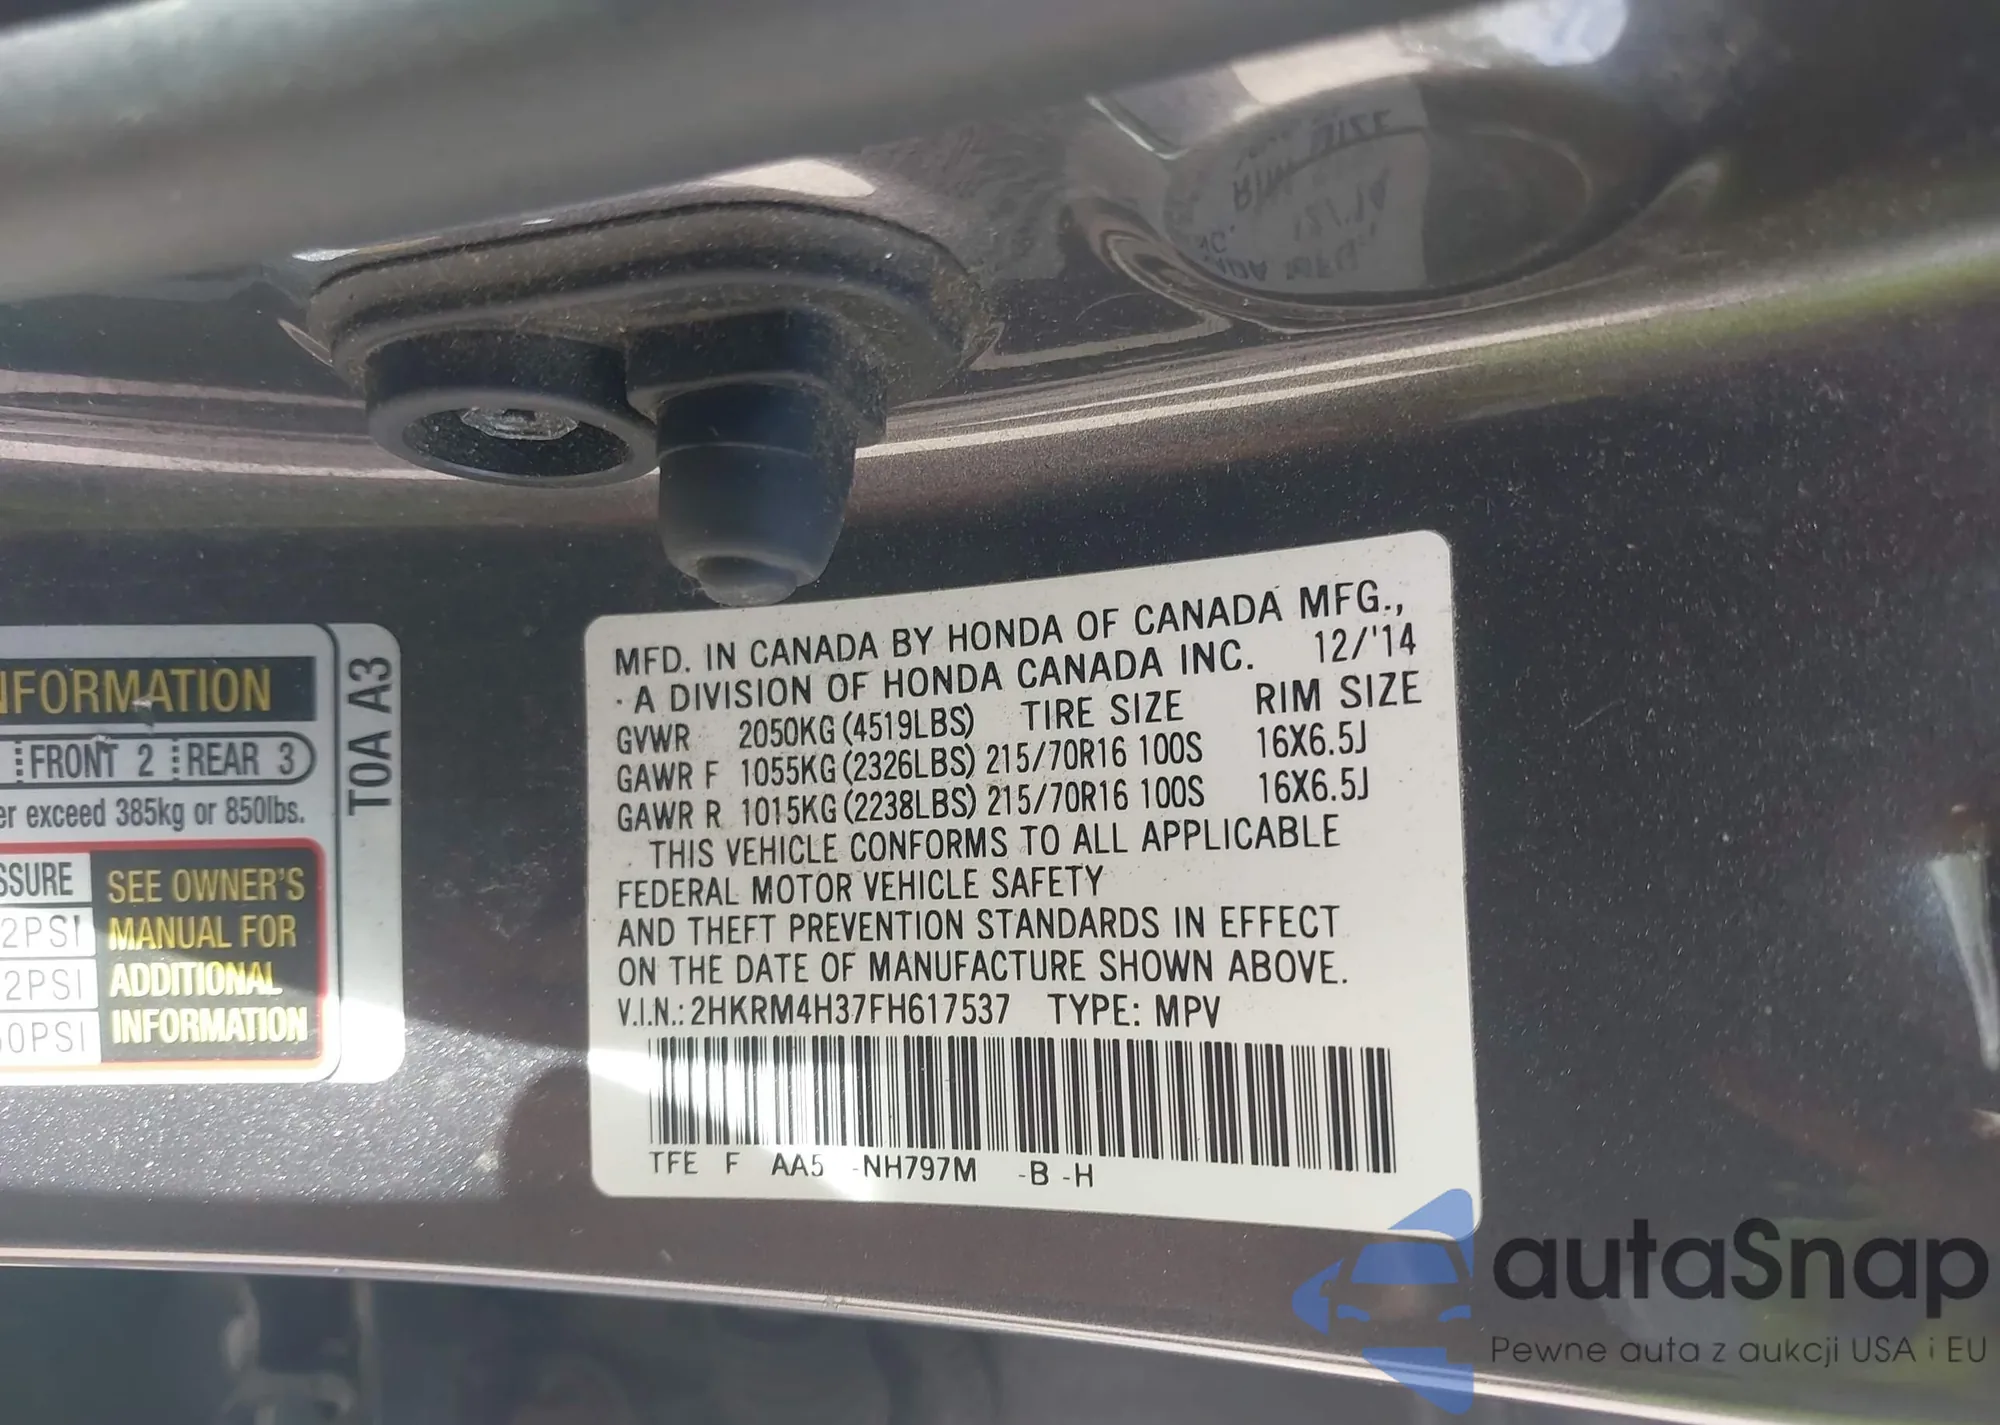 NFORMATION
FRONT 2 REAR 3
er exceed 385kg or 850lbs.
SSURE
2PSI
2PSI
0PSI
SEE OWNER'S
MANUAL FOR
ADDITIONAL
INFORMATION
T0A A3
MFD. IN CANADA BY HONDA OF CANADA MFG.,
A DIVISION OF HONDA CANADA INC. 12/'14
GVWR 2050KG (4519LBS) TIRE SIZE RIM SIZE
GAWR F 1055KG (2326LBS) 215/70R16 100S 16X6.5J
GAWR R 1015KG (2238LBS) 215/70R16 100S 16X6.5J
THIS VEHICLE CONFORMS TO ALL APPLICABLE
FEDERAL MOTOR VEHICLE SAFETY
AND THEFT PREVENTION STANDARDS IN EFFECT
ON THE DATE OF MANUFACTURE SHOWN ABOVE.
V.I.N.: 2HKRM4H37FH617537 TYPE: MPV
TFE F AA5 -NH797M -B -H
autaSnap
Pewne auta z aukcji USA i EU